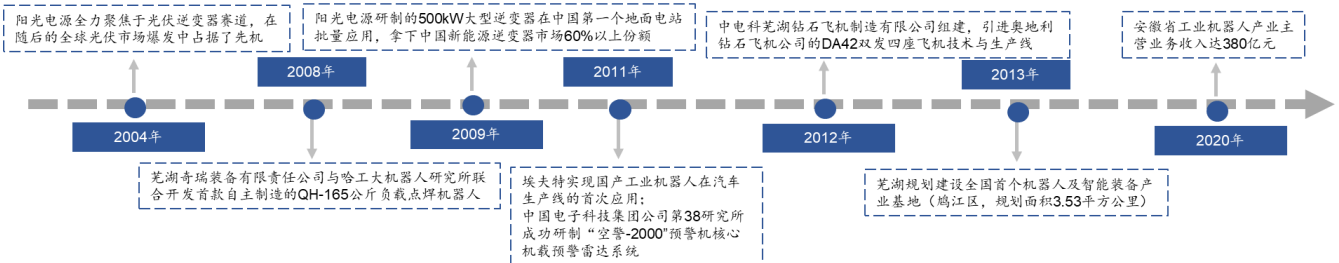 阳光电源全力聚焦于光伏逆变器赛道，在
随后的全球光伏市场爆发中占据了先机
2004年
2008年
芜湖奇瑞装备有限责任公司与哈工大机器人研究所联
合开发首款自主制造的QH-165公斤负载点焊机器人
阳光电源研制的500kW大型逆变器在中国第一个地面电站
批量应用，拿下中国新能源逆变器市场60%以上份额
2009年
2011年
埃夫特实现国产工业机器人在汽车
生产线的首次应用；
中国电子科技集团公司第38研究所
成功研制“空警-2000”预警机核心
机载预警雷达系统
中电科芜湖钻石飞机制造有限公司组建，引进奥地利
钻石飞机公司的DA42双发四座飞机技术与生产线
2012年
2013年
芜湖规划建设全国首个机器人及智能装备产
业基地（鸠江区，规划面积3.53平方公里）
安徽省工业机器人产业主
营业务收入达380亿元
2020年